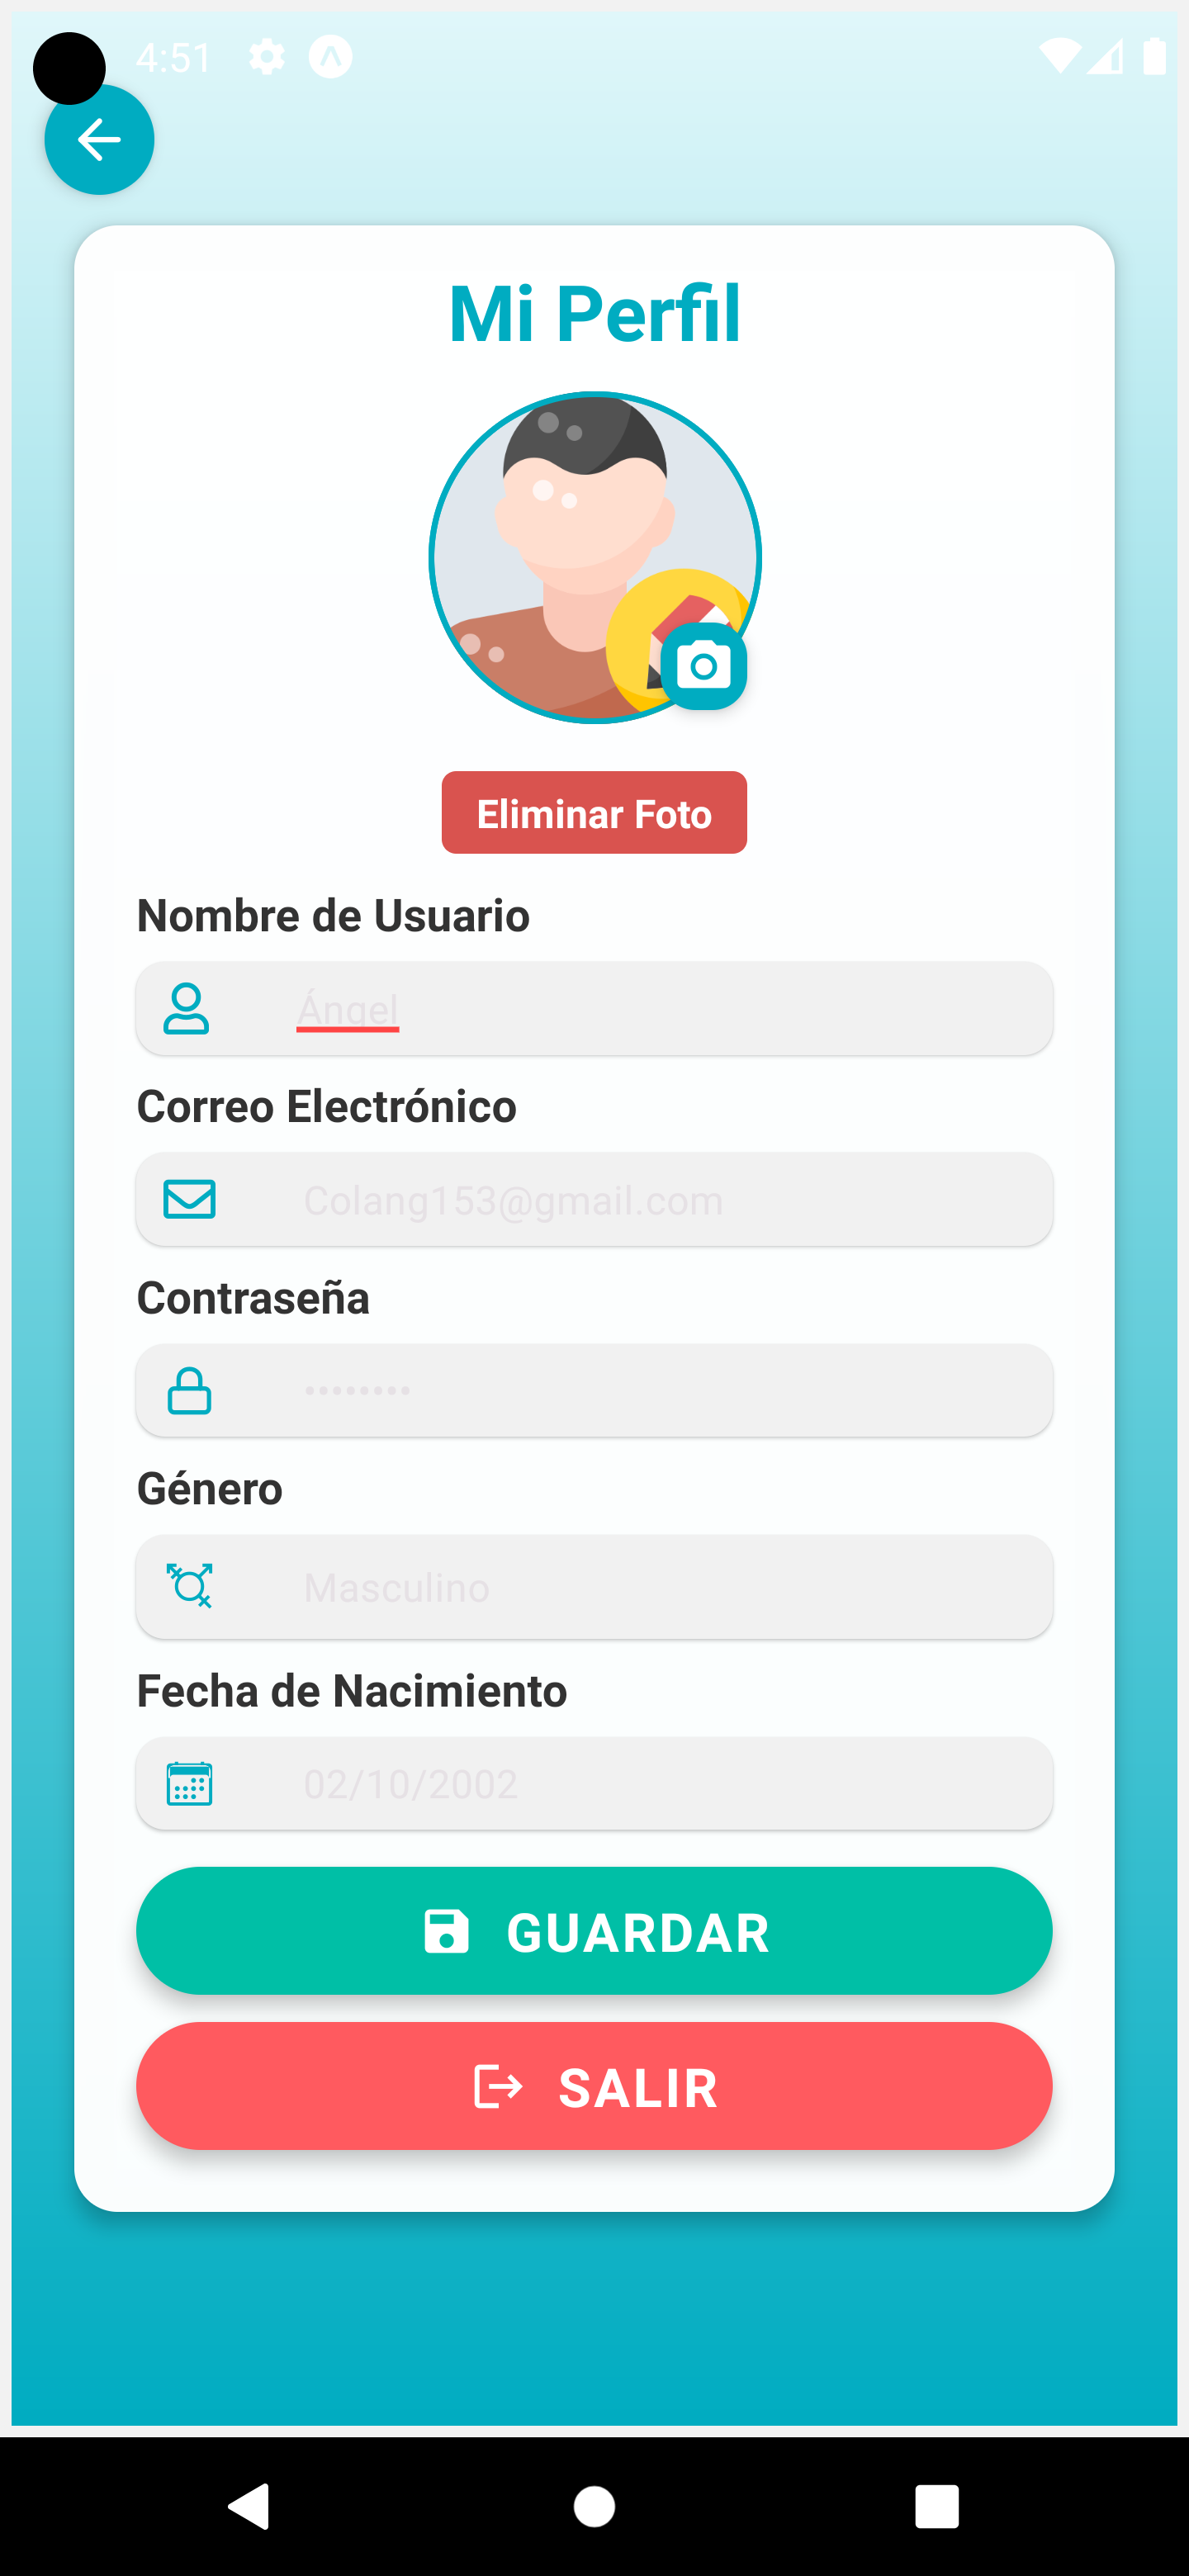 4:51
Mi Perfil
Eliminar Foto
Nombre de Usuario
Ángel
Correo Electrónico
Colang153@gmail.com
Contraseña
••••••••
Género
Masculino
Fecha de Nacimiento
02/10/2002
GUARDAR
SALIR